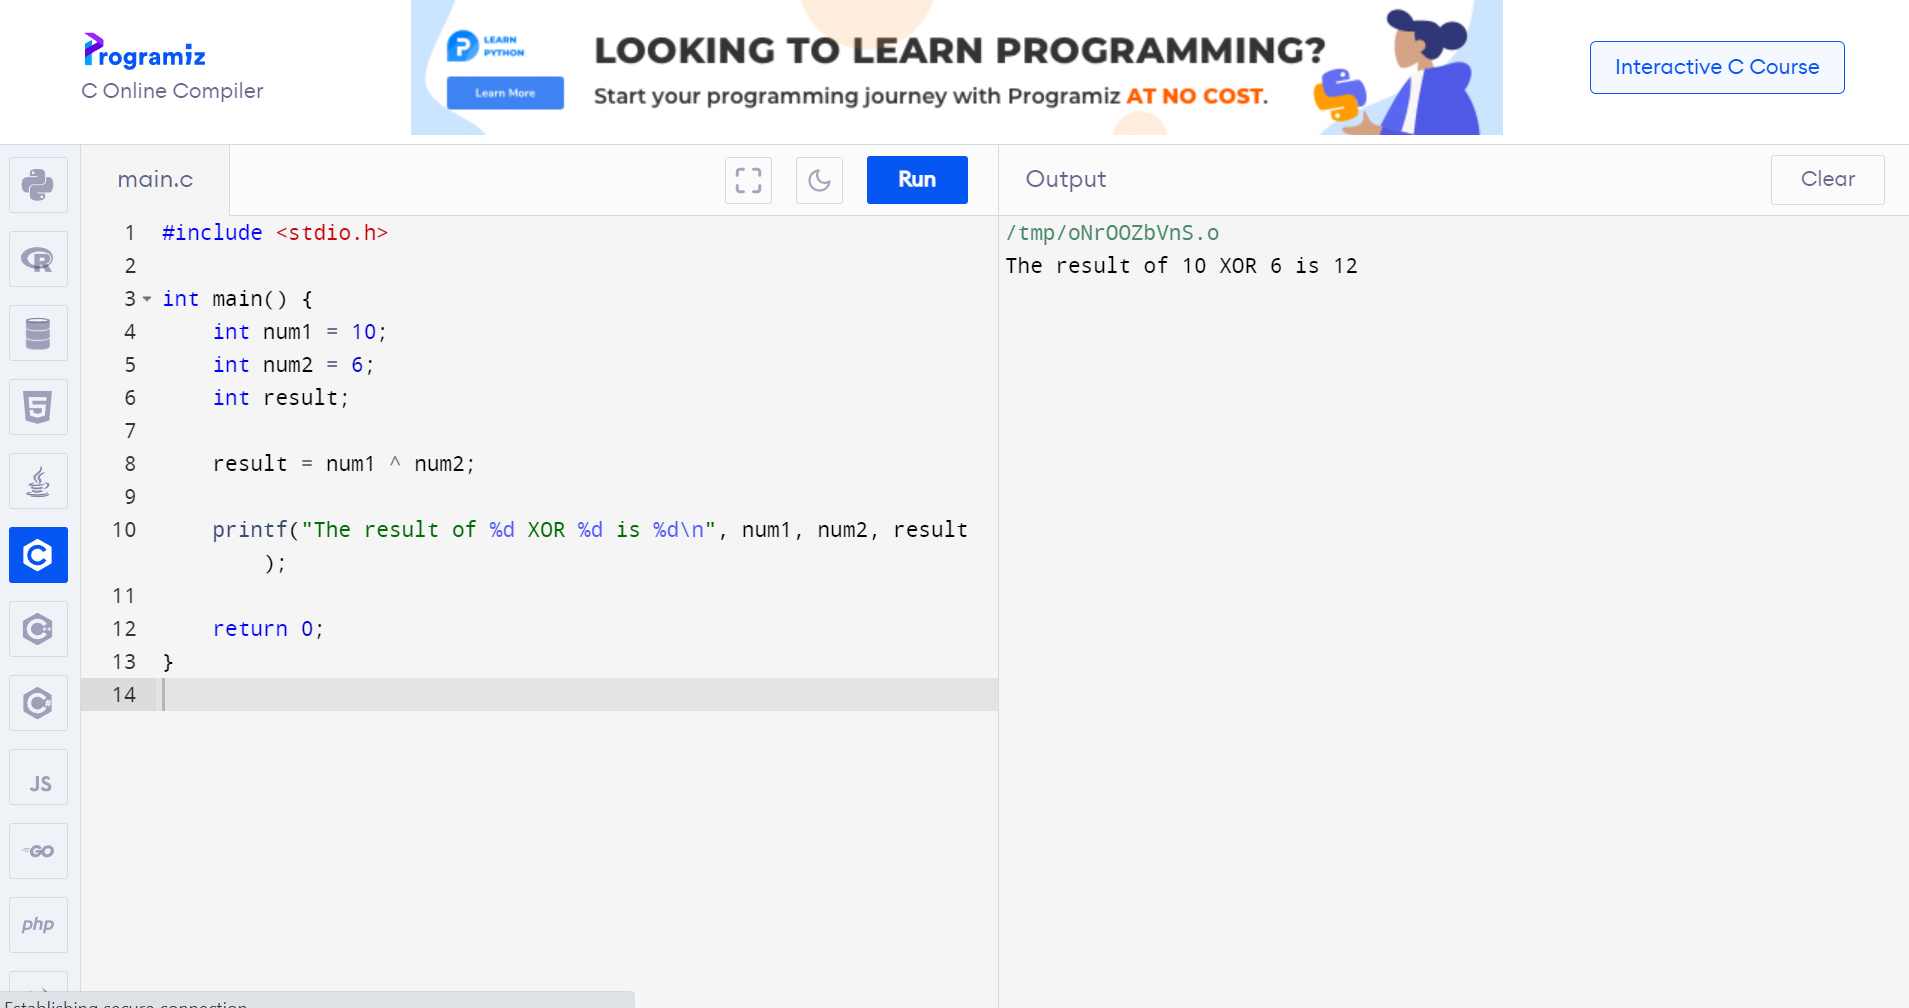 Programiz
C Online Compiler
LEARN
PYTHON
Learn More
LOOKING TO LEARN PROGRAMMING?
Start your programming journey with Programiz AT NO COST.
Interactive C Course
main.c
Run
Output
Clear
1 #include <stdio.h>
2
3 int main() {
4     int num1 = 10;
5     int num2 = 6;
6     int result;
7
8     result = num1 ^ num2;
9
10     printf("The result of %d XOR %d is %d\n", num1, num2, result
        );
11
12     return 0;
13 }
14
/tmp/oNrOOZbVnS.o
The result of 10 XOR 6 is 12
R
5
C
C++
C#
JS
GO
php
Establishing secure connection